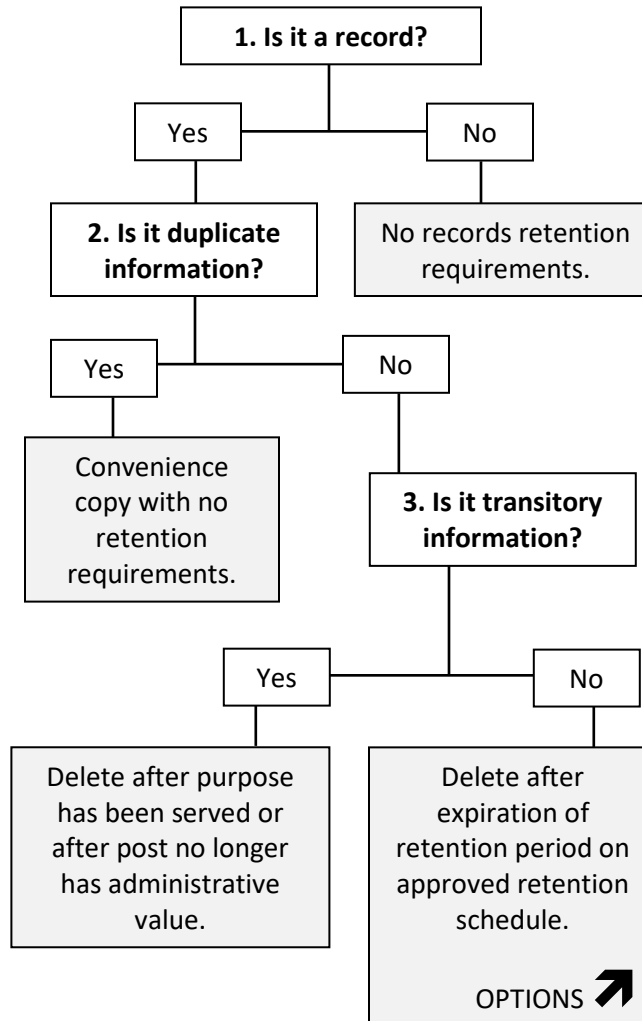 1. Is it a record?
Yes
No
2. Is it duplicate
information?
No records retention
requirements.
Yes
No
Convenience
copy with no
retention
requirements.
3. Is it transitory
information?
Yes
No
Delete after purpose
has been served or
after post no longer
has administrative
value.
Delete after
expiration of
retention period on
approved retention
schedule.
OPTIONS